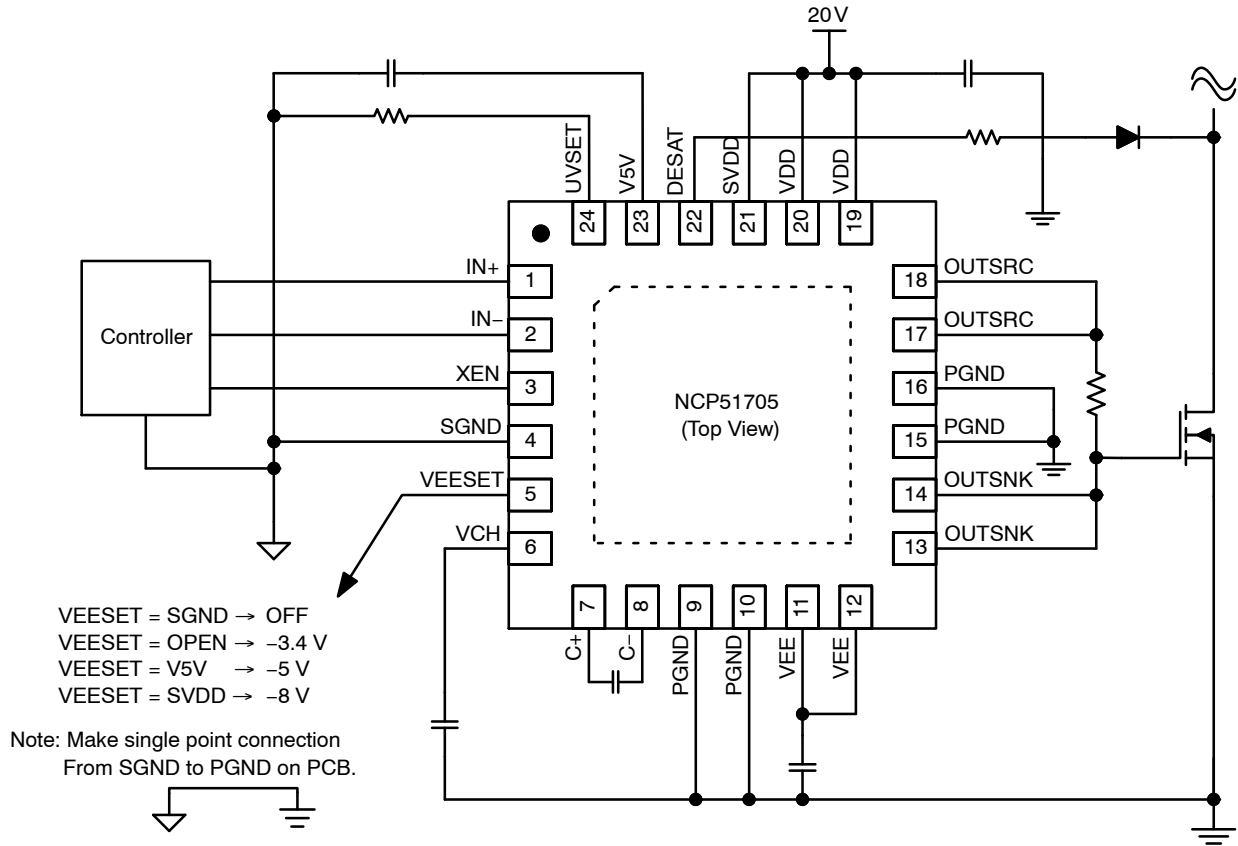 20V
UVSET
V5V
DESAT
SVDD
VDD
VDD
24
23
22
21
20
19
Controller
IN+
1
IN−
2
XEN
3
SGND
4
VEESET
5
VCH
6
NCP51705
(Top View)
18
OUTSRC
17
OUTSRC
16
PGND
15
PGND
14
OUTSNK
13
OUTSNK
7
8
9
10
11
12
C+
C−
PGND
PGND
VEE
VEE
VEESET = SGND → OFF
VEESET = OPEN → −3.4 V
VEESET = V5V → −5 V
VEESET = SVDD → −8 V
Note: Make single point connection
From SGND to PGND on PCB.